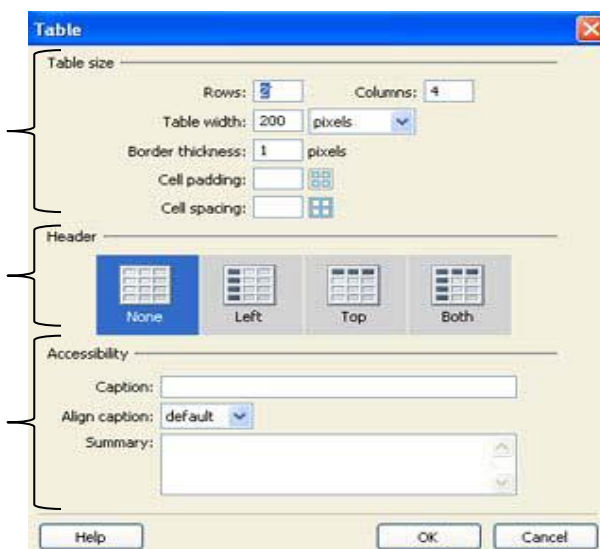 Table
Table size
Rows: 2 Columns: 4
Table width: 200 pixels
Border thickness: 1 pixels
Cell padding:
Cell spacing:
Header
None Left Top Both
Accessibility
Caption:
Align caption: default
Summary:
Help OK Cancel